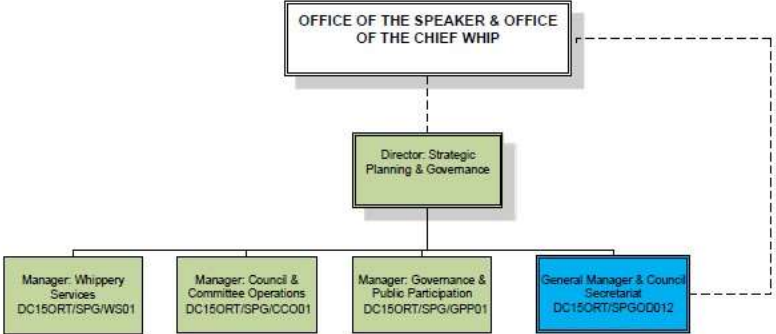 OFFICE OF THE SPEAKER & OFFICE
OF THE CHIEF WHIP
Director: Strategic
Planning & Governance
Manager: Whippery
Services
DC15ORT/SPG/WS01
Manager: Council &
Committee Operations
DC15ORT/SPG/CCO01
Manager: Governance &
Public Participation
DC15ORT/SPG/GPP01
General Manager & Council
Secretariat
DC15ORT/SPGOD012